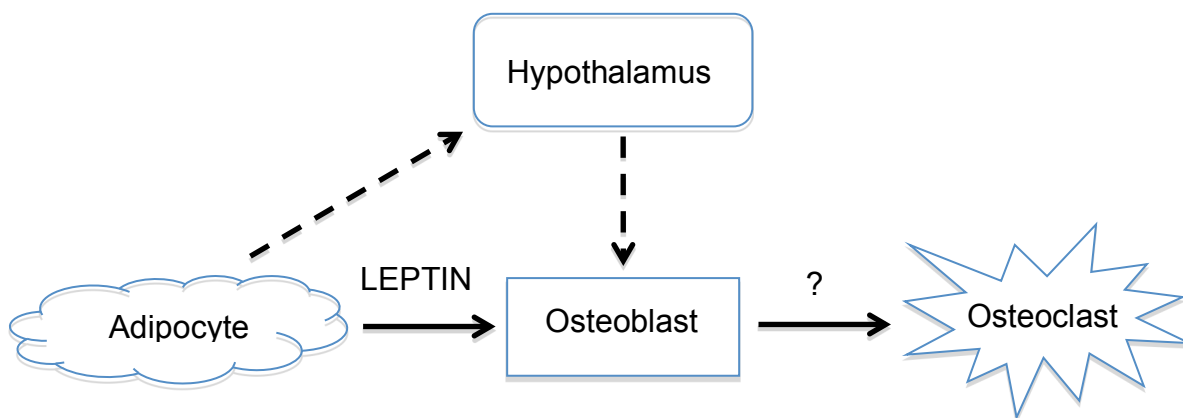 Hypothalamus
LEPTIN
?
Adipocyte
Osteoblast
Osteoclast